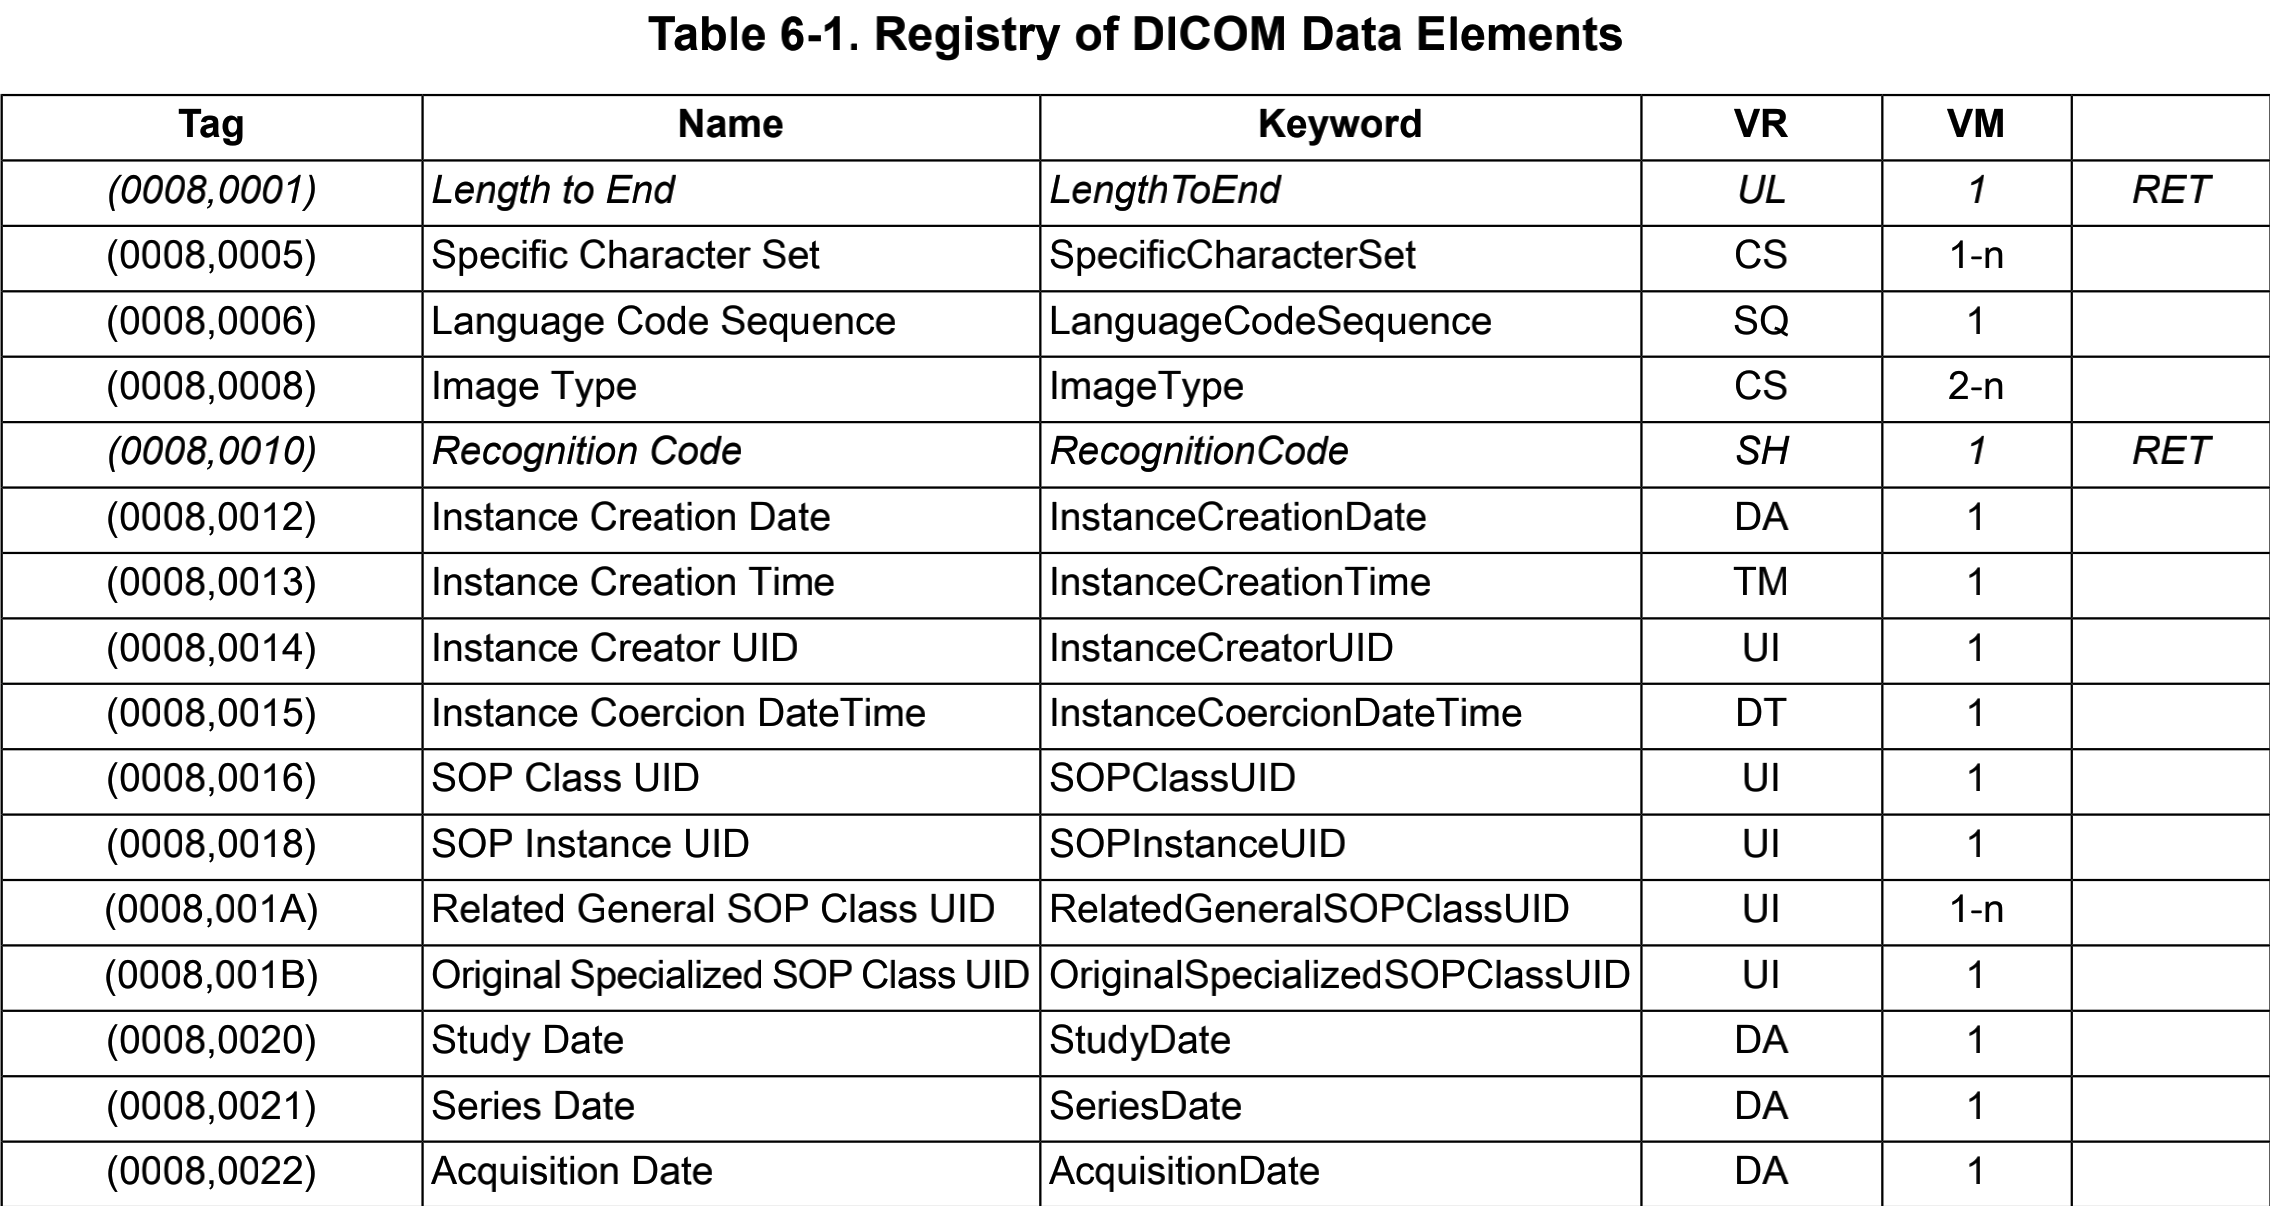 Table 6-1. Registry of DICOM Data Elements
Tag Name Keyword VR VM
(0008,0001) Length to End LengthToEnd UL 1 RET
(0008,0005) Specific Character Set SpecificCharacterSet CS 1-n
(0008,0006) Language Code Sequence LanguageCodeSequence SQ 1
(0008,0008) Image Type ImageType CS 2-n
(0008,0010) Recognition Code RecognitionCode SH 1 RET
(0008,0012) Instance Creation Date InstanceCreationDate DA 1
(0008,0013) Instance Creation Time InstanceCreationTime TM 1
(0008,0014) Instance Creator UID InstanceCreatorUID UI 1
(0008,0015) Instance Coercion DateTime InstanceCoercionDateTime DT 1
(0008,0016) SOP Class UID SOPClassUID UI 1
(0008,0018) SOP Instance UID SOPInstanceUID UI 1
(0008,001A) Related General SOP Class UID RelatedGeneralSOPClassUID UI 1-n
(0008,001B) Original Specialized SOP Class UID OriginalSpecializedSOPClassUID UI 1
(0008,0020) Study Date StudyDate DA 1
(0008,0021) Series Date SeriesDate DA 1
(0008,0022) Acquisition Date AcquisitionDate DA 1